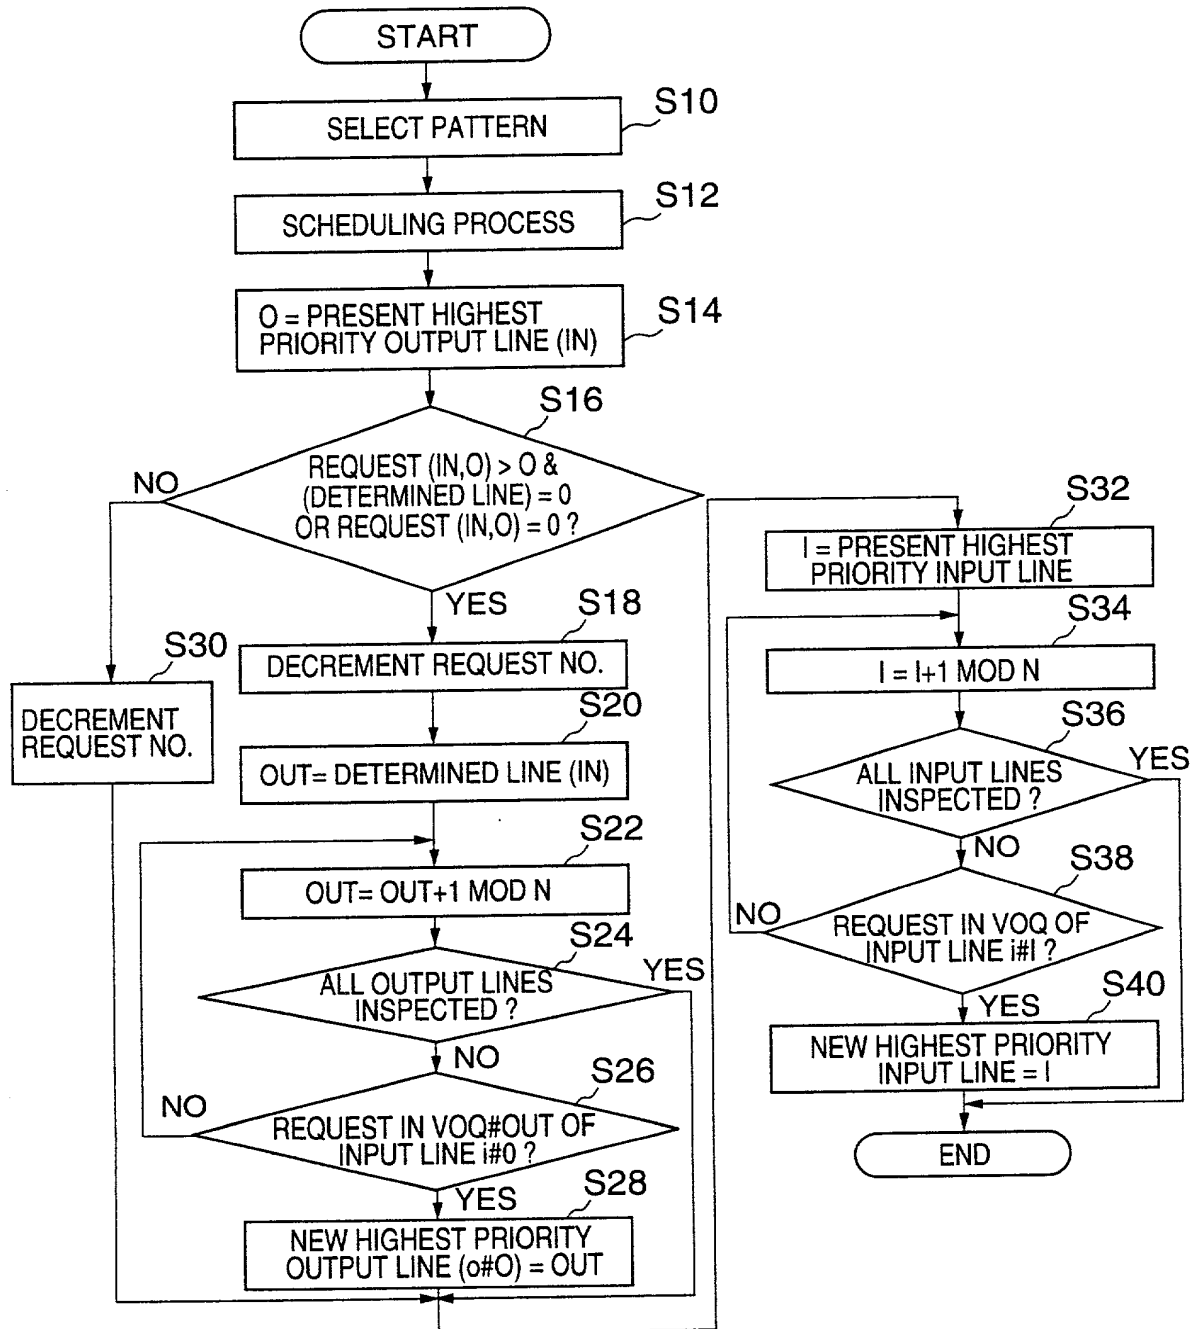 START
S10
SELECT PATTERN
S12
SCHEDULING PROCESS
S14
O = PRESENT HIGHEST
PRIORITY OUTPUT LINE (IN)
S16
REQUEST (IN,O) > O &
(DETERMINED LINE) = 0
OR REQUEST (IN,O) = 0 ?
NO
YES
S18
DECREMENT REQUEST NO.
S30
DECREMENT
REQUEST NO.
S20
OUT= DETERMINED LINE (IN)
S22
OUT= OUT+1 MOD N
S24
ALL OUTPUT LINES
INSPECTED ?
YES
NO
S26
REQUEST IN VOQ#OUT OF
INPUT LINE i#0 ?
NO
YES
S28
NEW HIGHEST PRIORITY
OUTPUT LINE (o#O) = OUT
S32
I = PRESENT HIGHEST
PRIORITY INPUT LINE
S34
I = I+1 MOD N
S36
ALL INPUT LINES
INSPECTED ?
YES
NO
S38
REQUEST IN VOQ OF
INPUT LINE i#I ?
NO
YES
S40
NEW HIGHEST PRIORITY
INPUT LINE = I
END